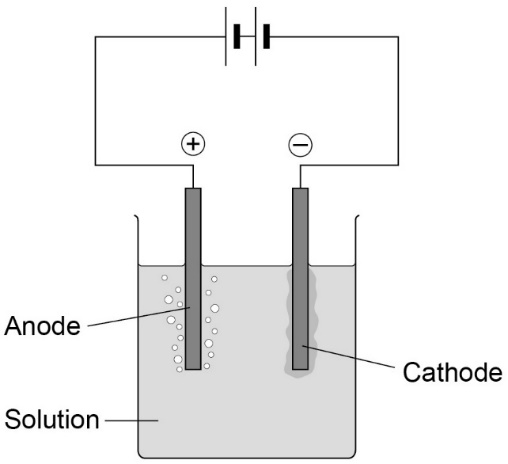 +
−
Anode
Cathode
Solution